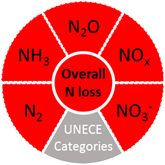 N₂O
NH₃
NOₓ
Overall
N loss
N₂
NO₃⁻
UNECE
Categories